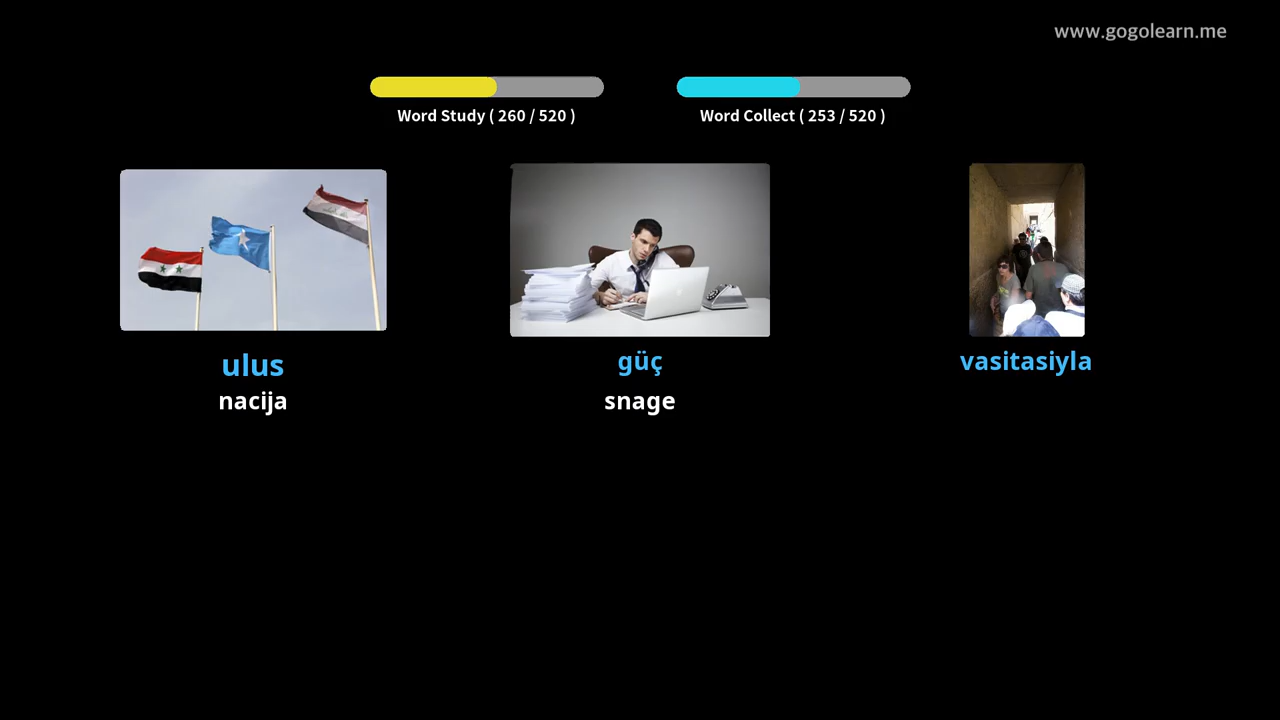 www.gogolearn.me
Word Study ( 260 / 520 )
Word Collect ( 253 / 520 )
ulus
nacija
güç
snage
vasitasiyla